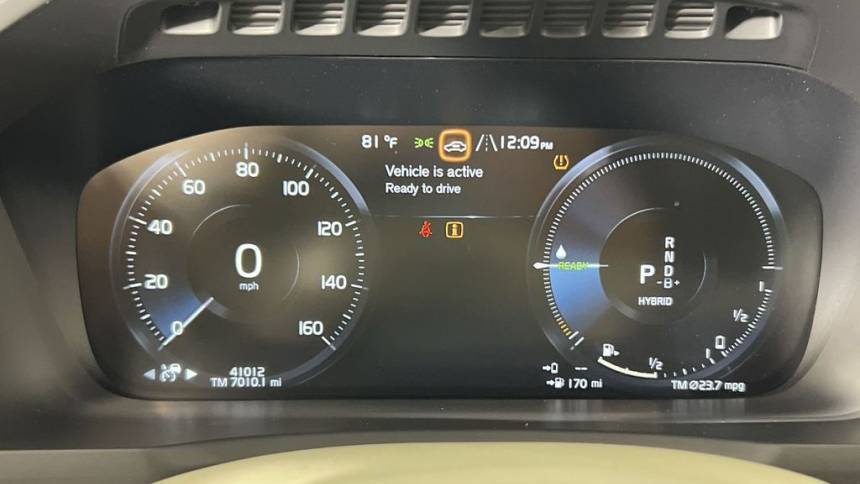 81 °F 12:09 PM
Vehicle is active
Ready to drive
0 20 40 60 80 100 120 140 160
0
mph
41012
TM 7010.1 mi
READY
R
N
D
P -B+
HYBRID
1
1/2
1/2
1
-- 
170 mi
TM Ø23.7 mpg